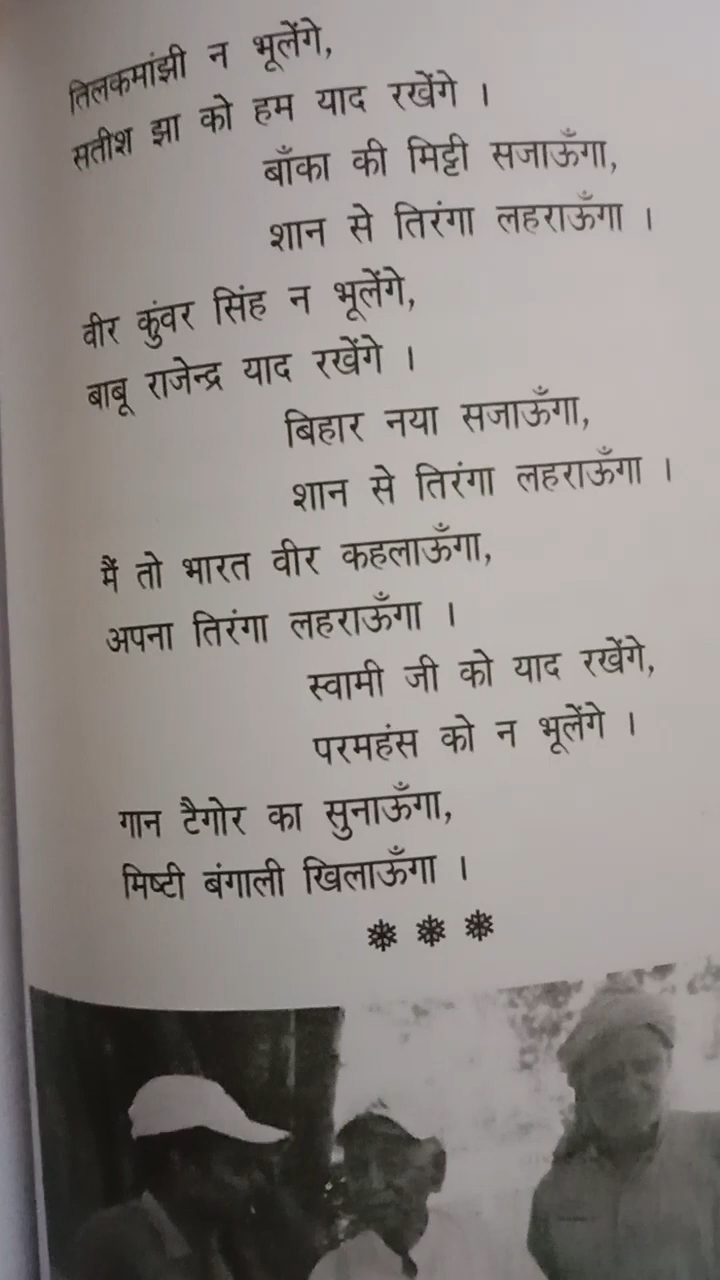 तिलकमांझी न भूलेंगे,
सतीश झा को हम याद रखेंगे ।
बाँका की मिट्टी सजाऊँगा,
शान से तिरंगा लहराऊँगा ।
वीर कुंवर सिंह न भूलेंगे,
बाबू राजेन्द्र याद रखेंगे ।
बिहार नया सजाऊँगा,
शान से तिरंगा लहराऊँगा ।
मैं तो भारत वीर कहलाऊँगा,
अपना तिरंगा लहराऊँगा ।
स्वामी जी को याद रखेंगे,
परमहंस को न भूलेंगे ।
गान टैगोर का सुनाऊँगा,
मिष्टी बंगाली खिलाऊँगा ।